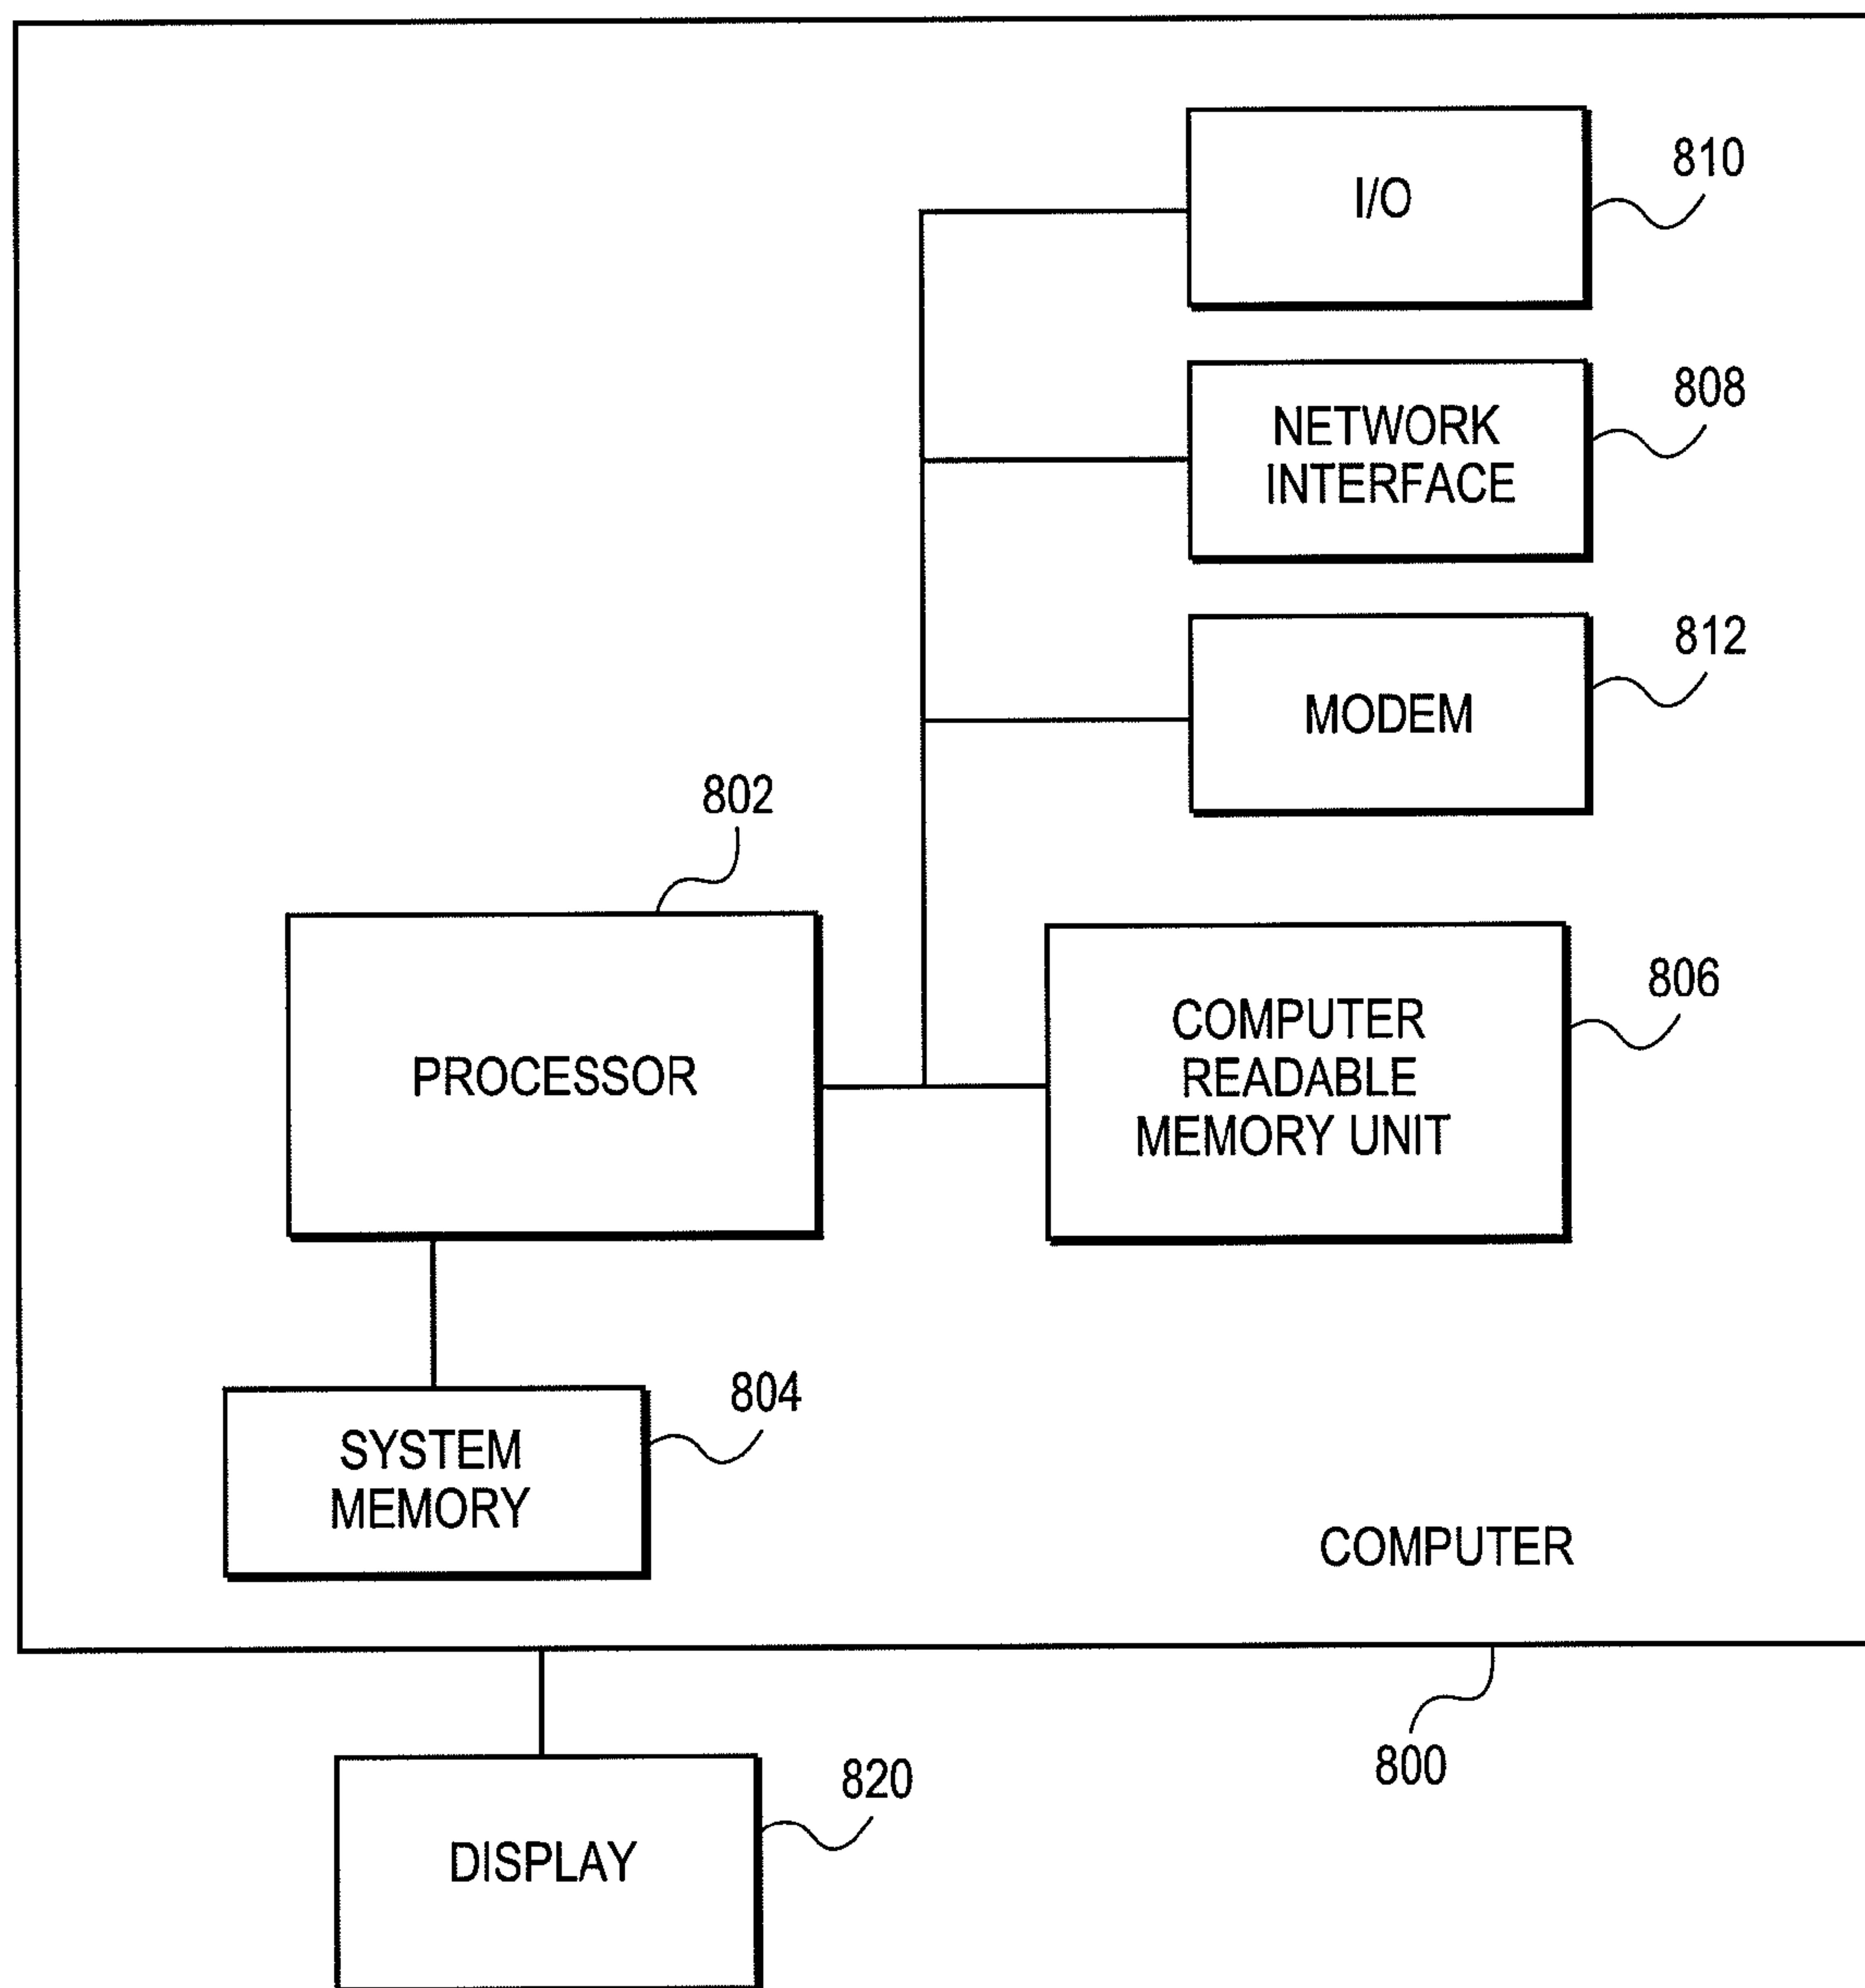 I/O
810
NETWORK
INTERFACE
808
MODEM
812
802
PROCESSOR
COMPUTER
READABLE
MEMORY UNIT
806
SYSTEM
MEMORY
804
COMPUTER
800
DISPLAY
820